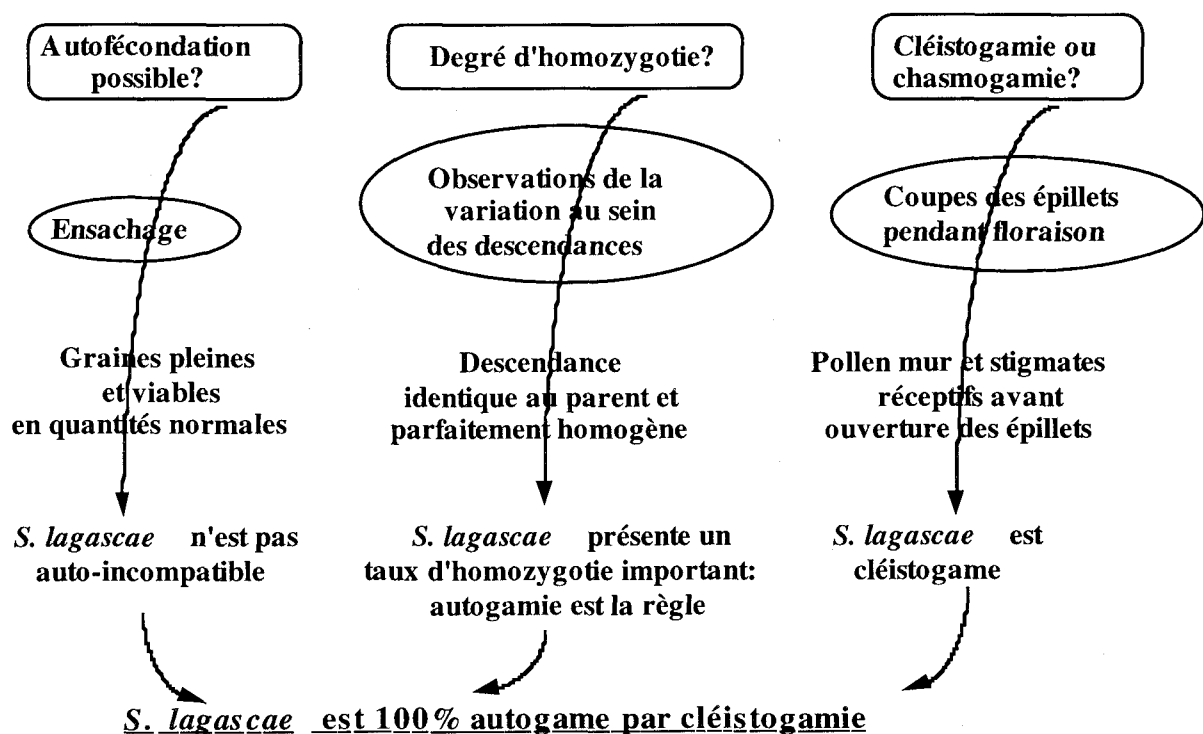 Autofécondation
possible?
Ensachage
Graines pleines
et viables
en quantités normales
S. lagascae n'est pas
auto-incompatible
Degré d'homozygotie?
Observations de la
variation au sein
des descendances
Descendance
identique au parent et
parfaitement homogène
S. lagascae présente un
taux d'homozygotie important:
autogamie est la règle
Cléistogamie ou
chasmogamie?
Coupes des épillets
pendant floraison
Pollen mur et stigmates
réceptifs avant
ouverture des épillets
S. lagascae est
cléistogame
S. lagascae est 100% autogame par cléistogamie